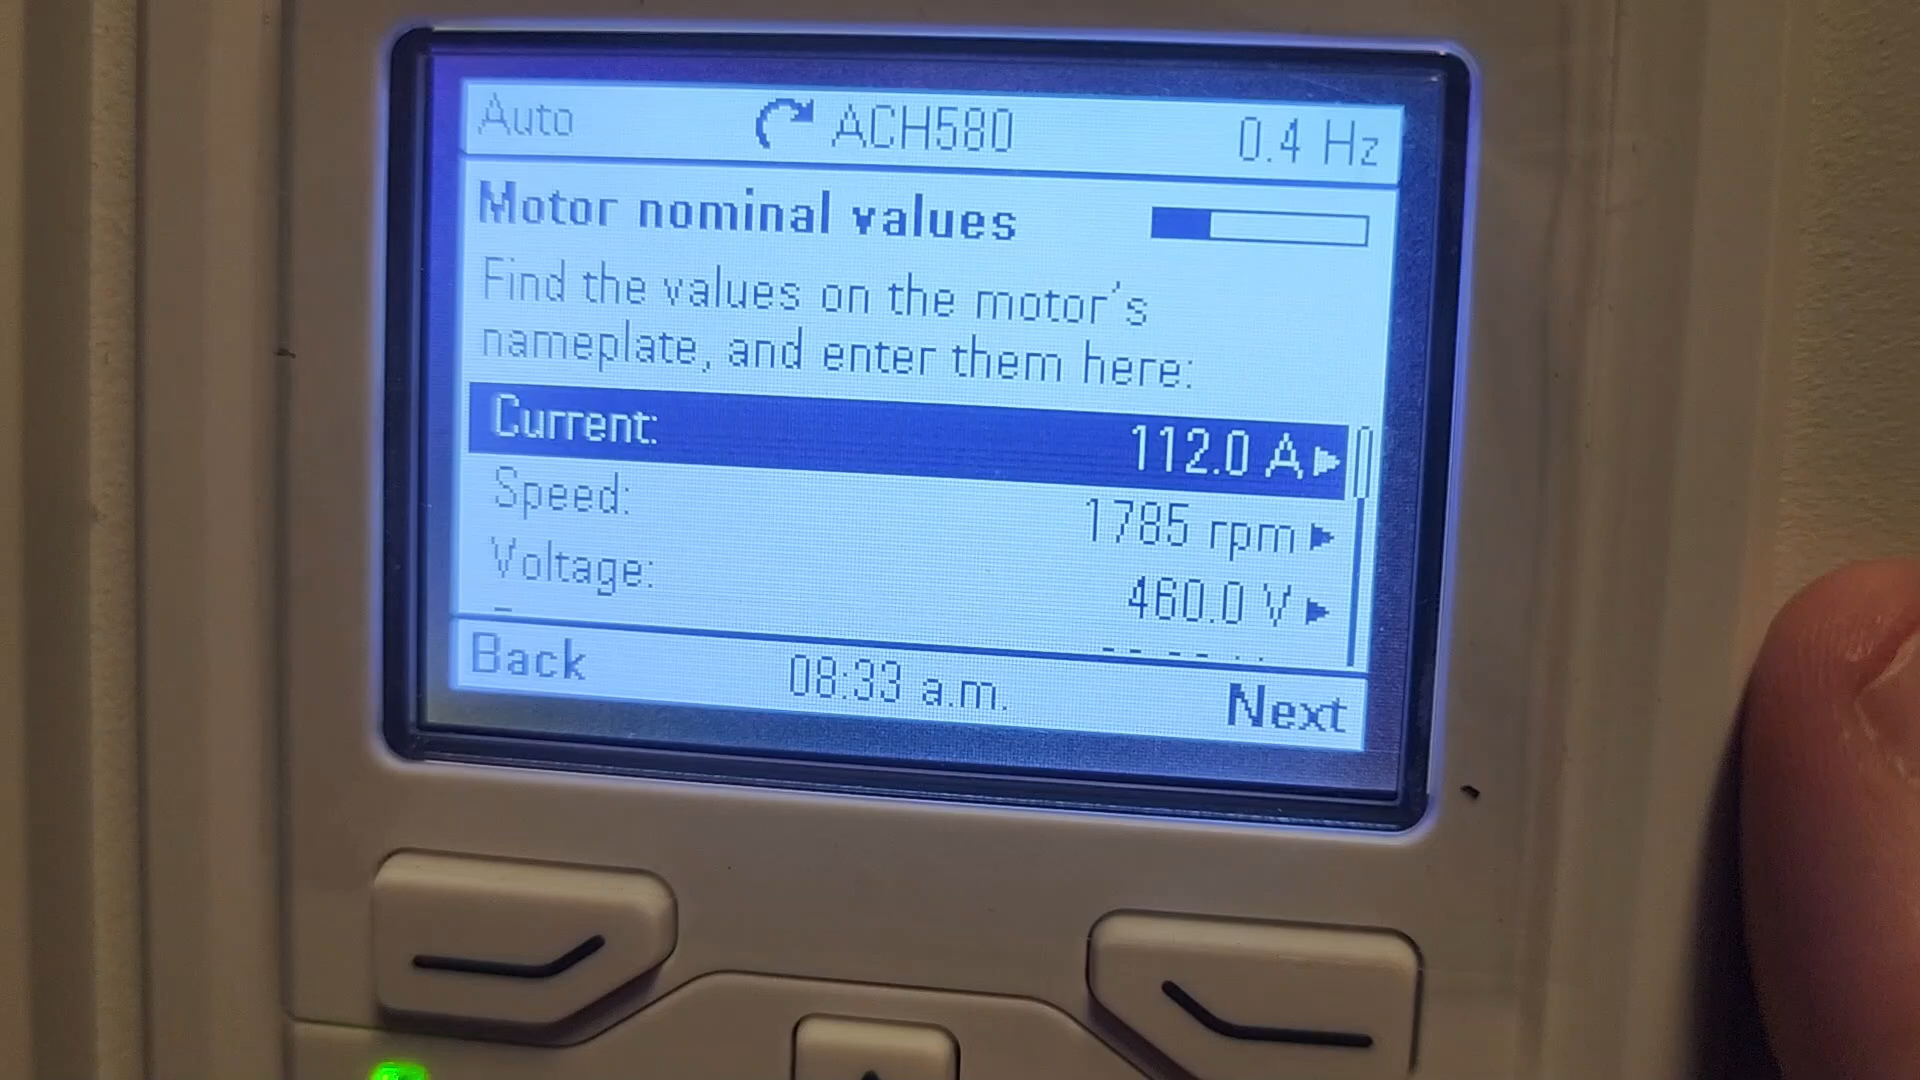 Auto ACH580 0.4 Hz
Motor nominal values
Find the values on the motor's
nameplate, and enter them here:
Current: 112.0 A
Speed: 1785 rpm
Voltage: 460.0 V
Back 08:33 a.m. Next